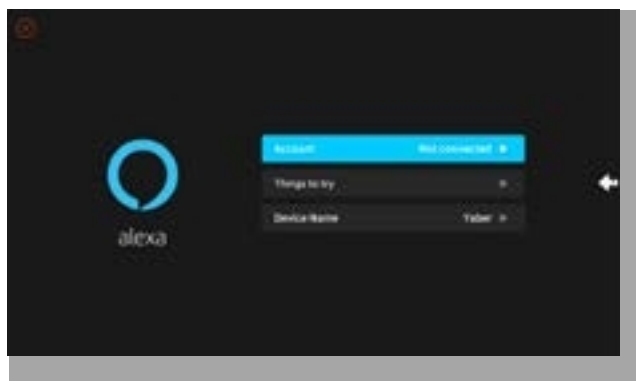 Account Not connected
Things to try
alexa
Device Name Yaber